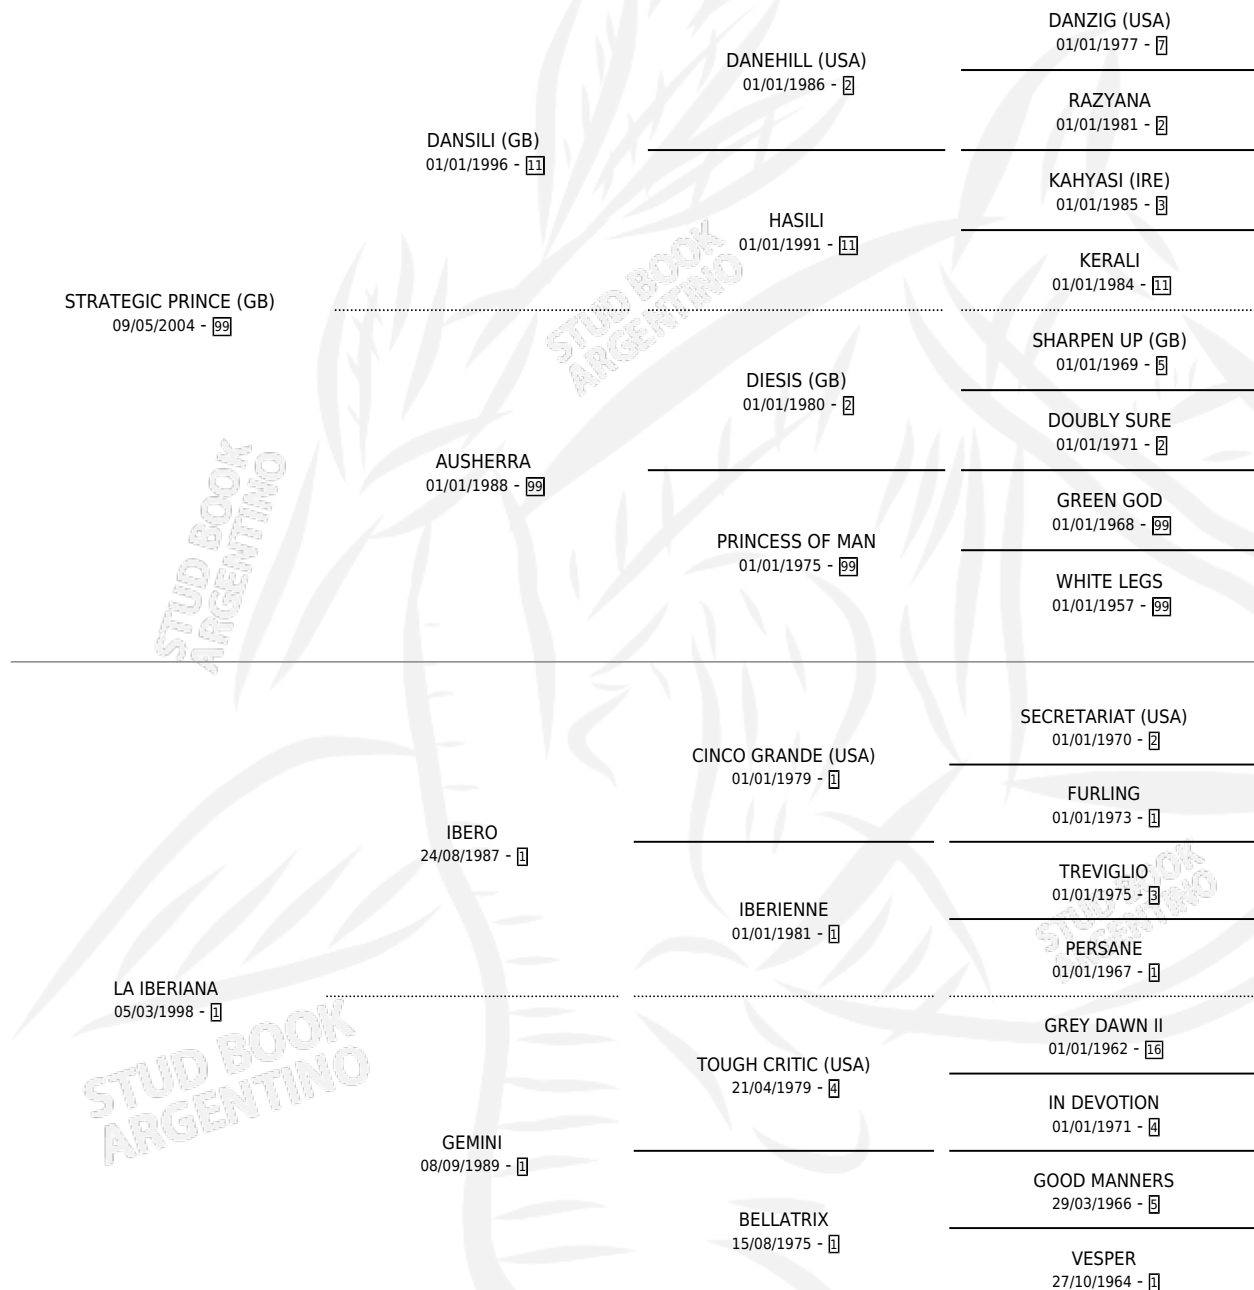 DANZIG (USA)
01/01/1977 - 7
DANEHILL (USA)
01/01/1986 - 2
RAZYANA
01/01/1981 - 2
DANSILI (GB)
01/01/1996 - 11
KAHYASI (IRE)
01/01/1985 - 3
HASILI
01/01/1991 - 11
KERALI
01/01/1984 - 11
STRATEGIC PRINCE (GB)
09/05/2004 - 99
STUD BOOK
ARGENTINO
SHARPEN UP (GB)
01/01/1969 - 5
DIESIS (GB)
01/01/1980 - 2
DOUBLY SURE
01/01/1971 - 2
AUSHERRA
01/01/1988 - 99
GREEN GOD
01/01/1968 - 99
PRINCESS OF MAN
01/01/1975 - 99
WHITE LEGS
01/01/1957 - 99
STUD BOOK
ARGENTINO
SECRETARIAT (USA)
01/01/1970 - 2
CINCO GRANDE (USA)
01/01/1979 - 1
FURLING
01/01/1973 - 1
IBERO
24/08/1987 - 1
TREVIGLIO
01/01/1975 - 3
IBERIENNE
01/01/1981 - 1
PERSANE
01/01/1967 - 1
STUD BOOK
ARGENTINO
LA IBERIANA
05/03/1998 - 1
GREY DAWN II
01/01/1962 - 16
TOUGH CRITIC (USA)
21/04/1979 - 4
IN DEVOTION
01/01/1971 - 4
STUD BOOK
ARGENTINO
GEMINI
08/09/1989 - 1
GOOD MANNERS
29/03/1966 - 5
BELLATRIX
15/08/1975 - 1
VESPER
27/10/1964 - 1